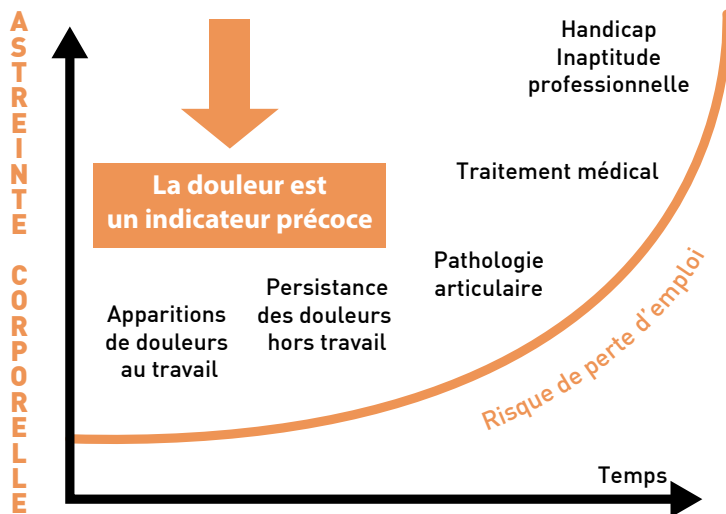 ASTREINTE CORPORELLE
Handicap
Inaptitude
professionnelle
La douleur est
un indicateur précoce
Traitement médical
Pathologie
articulaire
Persistance
des douleurs
hors travail
Apparitions
de douleurs
au travail
Risque de perte d'emploi
Temps